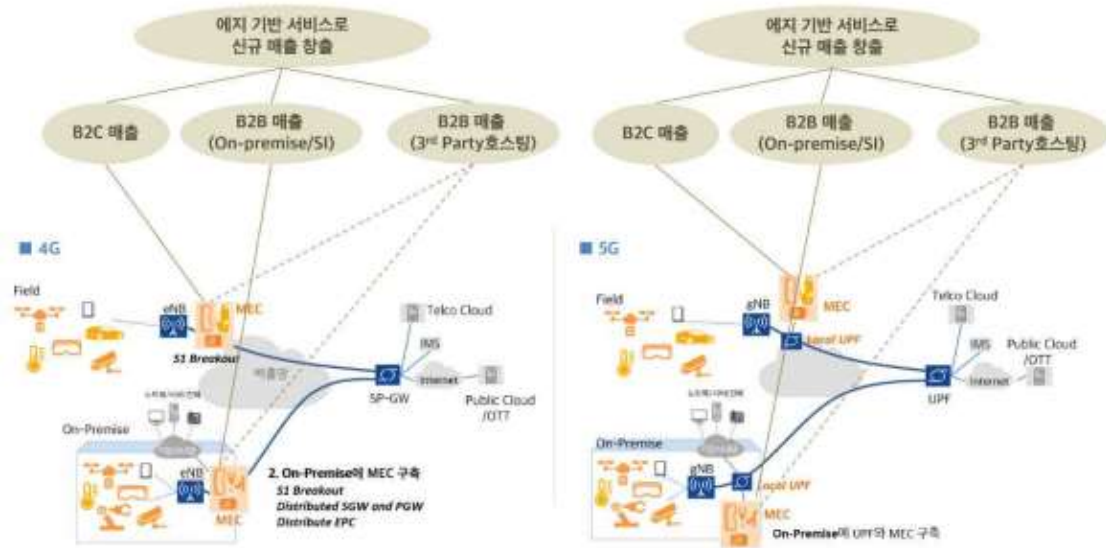 에지 기반 서비스로
신규 매출 창출
B2C 매출
B2B 매출
(On-premise/SI)
B2B 매출
(3rd Party호스팅)
■ 4G
Field
eNB
MEC
S1 Breakout
백홀망
Telco Cloud
IMS
Internet
SP-GW
Public Cloud
/OTT
On-Premise
eNB
MEC
2. On-Premise에 MEC 구축
S1 Breakout
Distributed SGW and PGW
Distribute EPC
에지 기반 서비스로
신규 매출 창출
B2C 매출
B2B 매출
(On-premise/SI)
B2B 매출
(3rd Party호스팅)
■ 5G
Field
gNB
MEC
Local UPF
Telco Cloud
IMS
Internet
UPF
Public Cloud
/OTT
On-Premise
gNB
Local UPF
MEC
On-Premise에 UPF와 MEC 구축